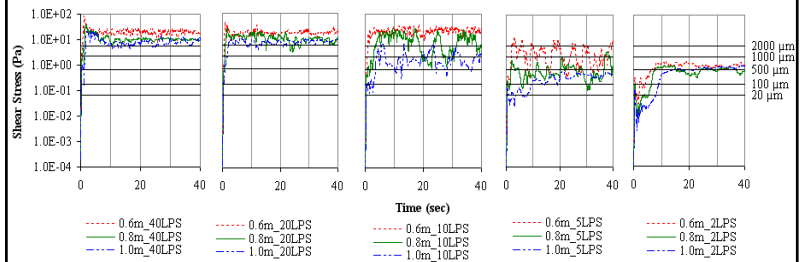 Shear Stress (Pa)
1.0E+02
1.0E+01
1.0E+00
1.0E-01
1.0E-02
1.0E-03
1.0E-04
2000 μm
1000 μm
500 μm
100 μm
20 μm
0 20 40
0 20 40
0 20 40
0 20 40
0 20 40
Time (sec)
0.6m_40LPS
0.8m_40LPS
1.0m_40LPS
0.6m_20LPS
0.8m_20LPS
1.0m_20LPS
0.6m_10LPS
0.8m_10LPS
1.0m_10LPS
0.6m_5LPS
0.8m_5LPS
1.0m_5LPS
0.6m_2LPS
0.8m_2LPS
1.0m_2LPS